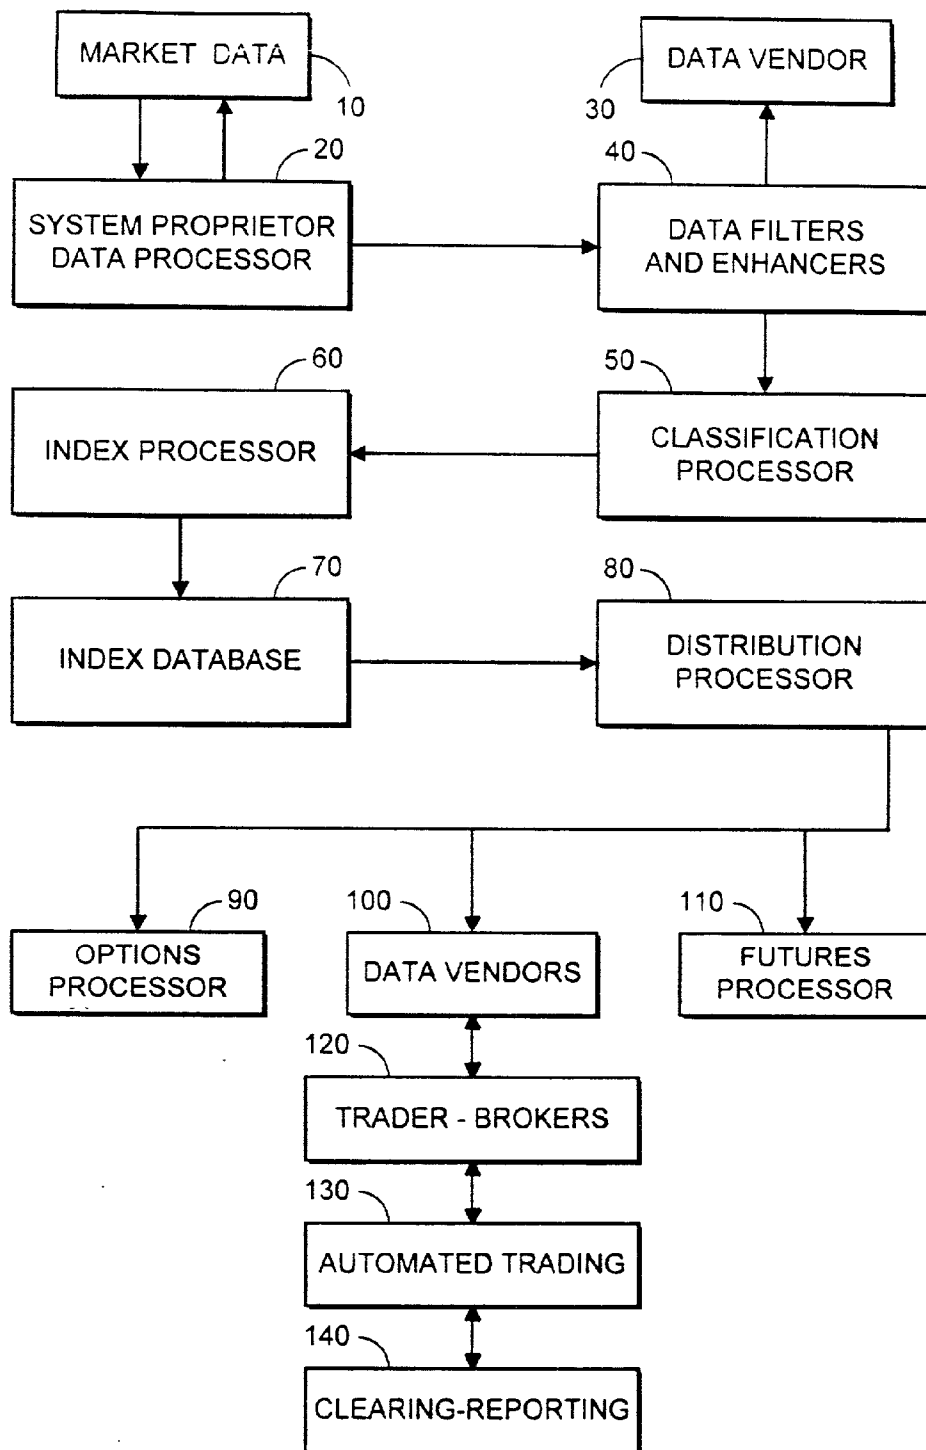 MARKET DATA
10
DATA VENDOR
30
20
SYSTEM PROPRIETOR
DATA PROCESSOR
40
DATA FILTERS
AND ENHANCERS
60
INDEX PROCESSOR
50
CLASSIFICATION
PROCESSOR
70
INDEX DATABASE
80
DISTRIBUTION
PROCESSOR
90
OPTIONS
PROCESSOR
100
DATA VENDORS
110
FUTURES
PROCESSOR
120
TRADER - BROKERS
130
AUTOMATED TRADING
140
CLEARING-REPORTING